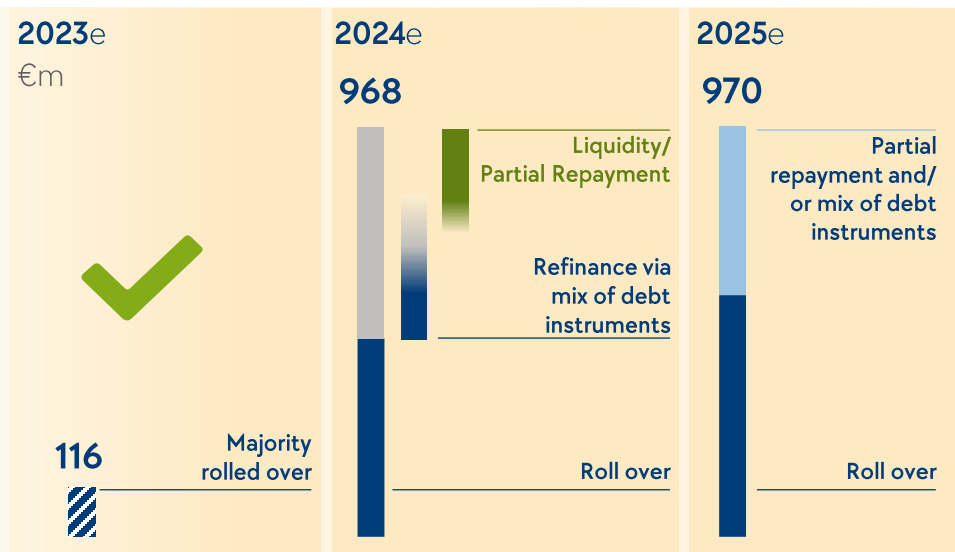 2023e
€m
116
Majority
rolled over
2024e
968
Liquidity/
Partial Repayment
Refinance via
mix of debt
instruments
Roll over
2025e
970
Partial
repayment and/
or mix of debt
instruments
Roll over